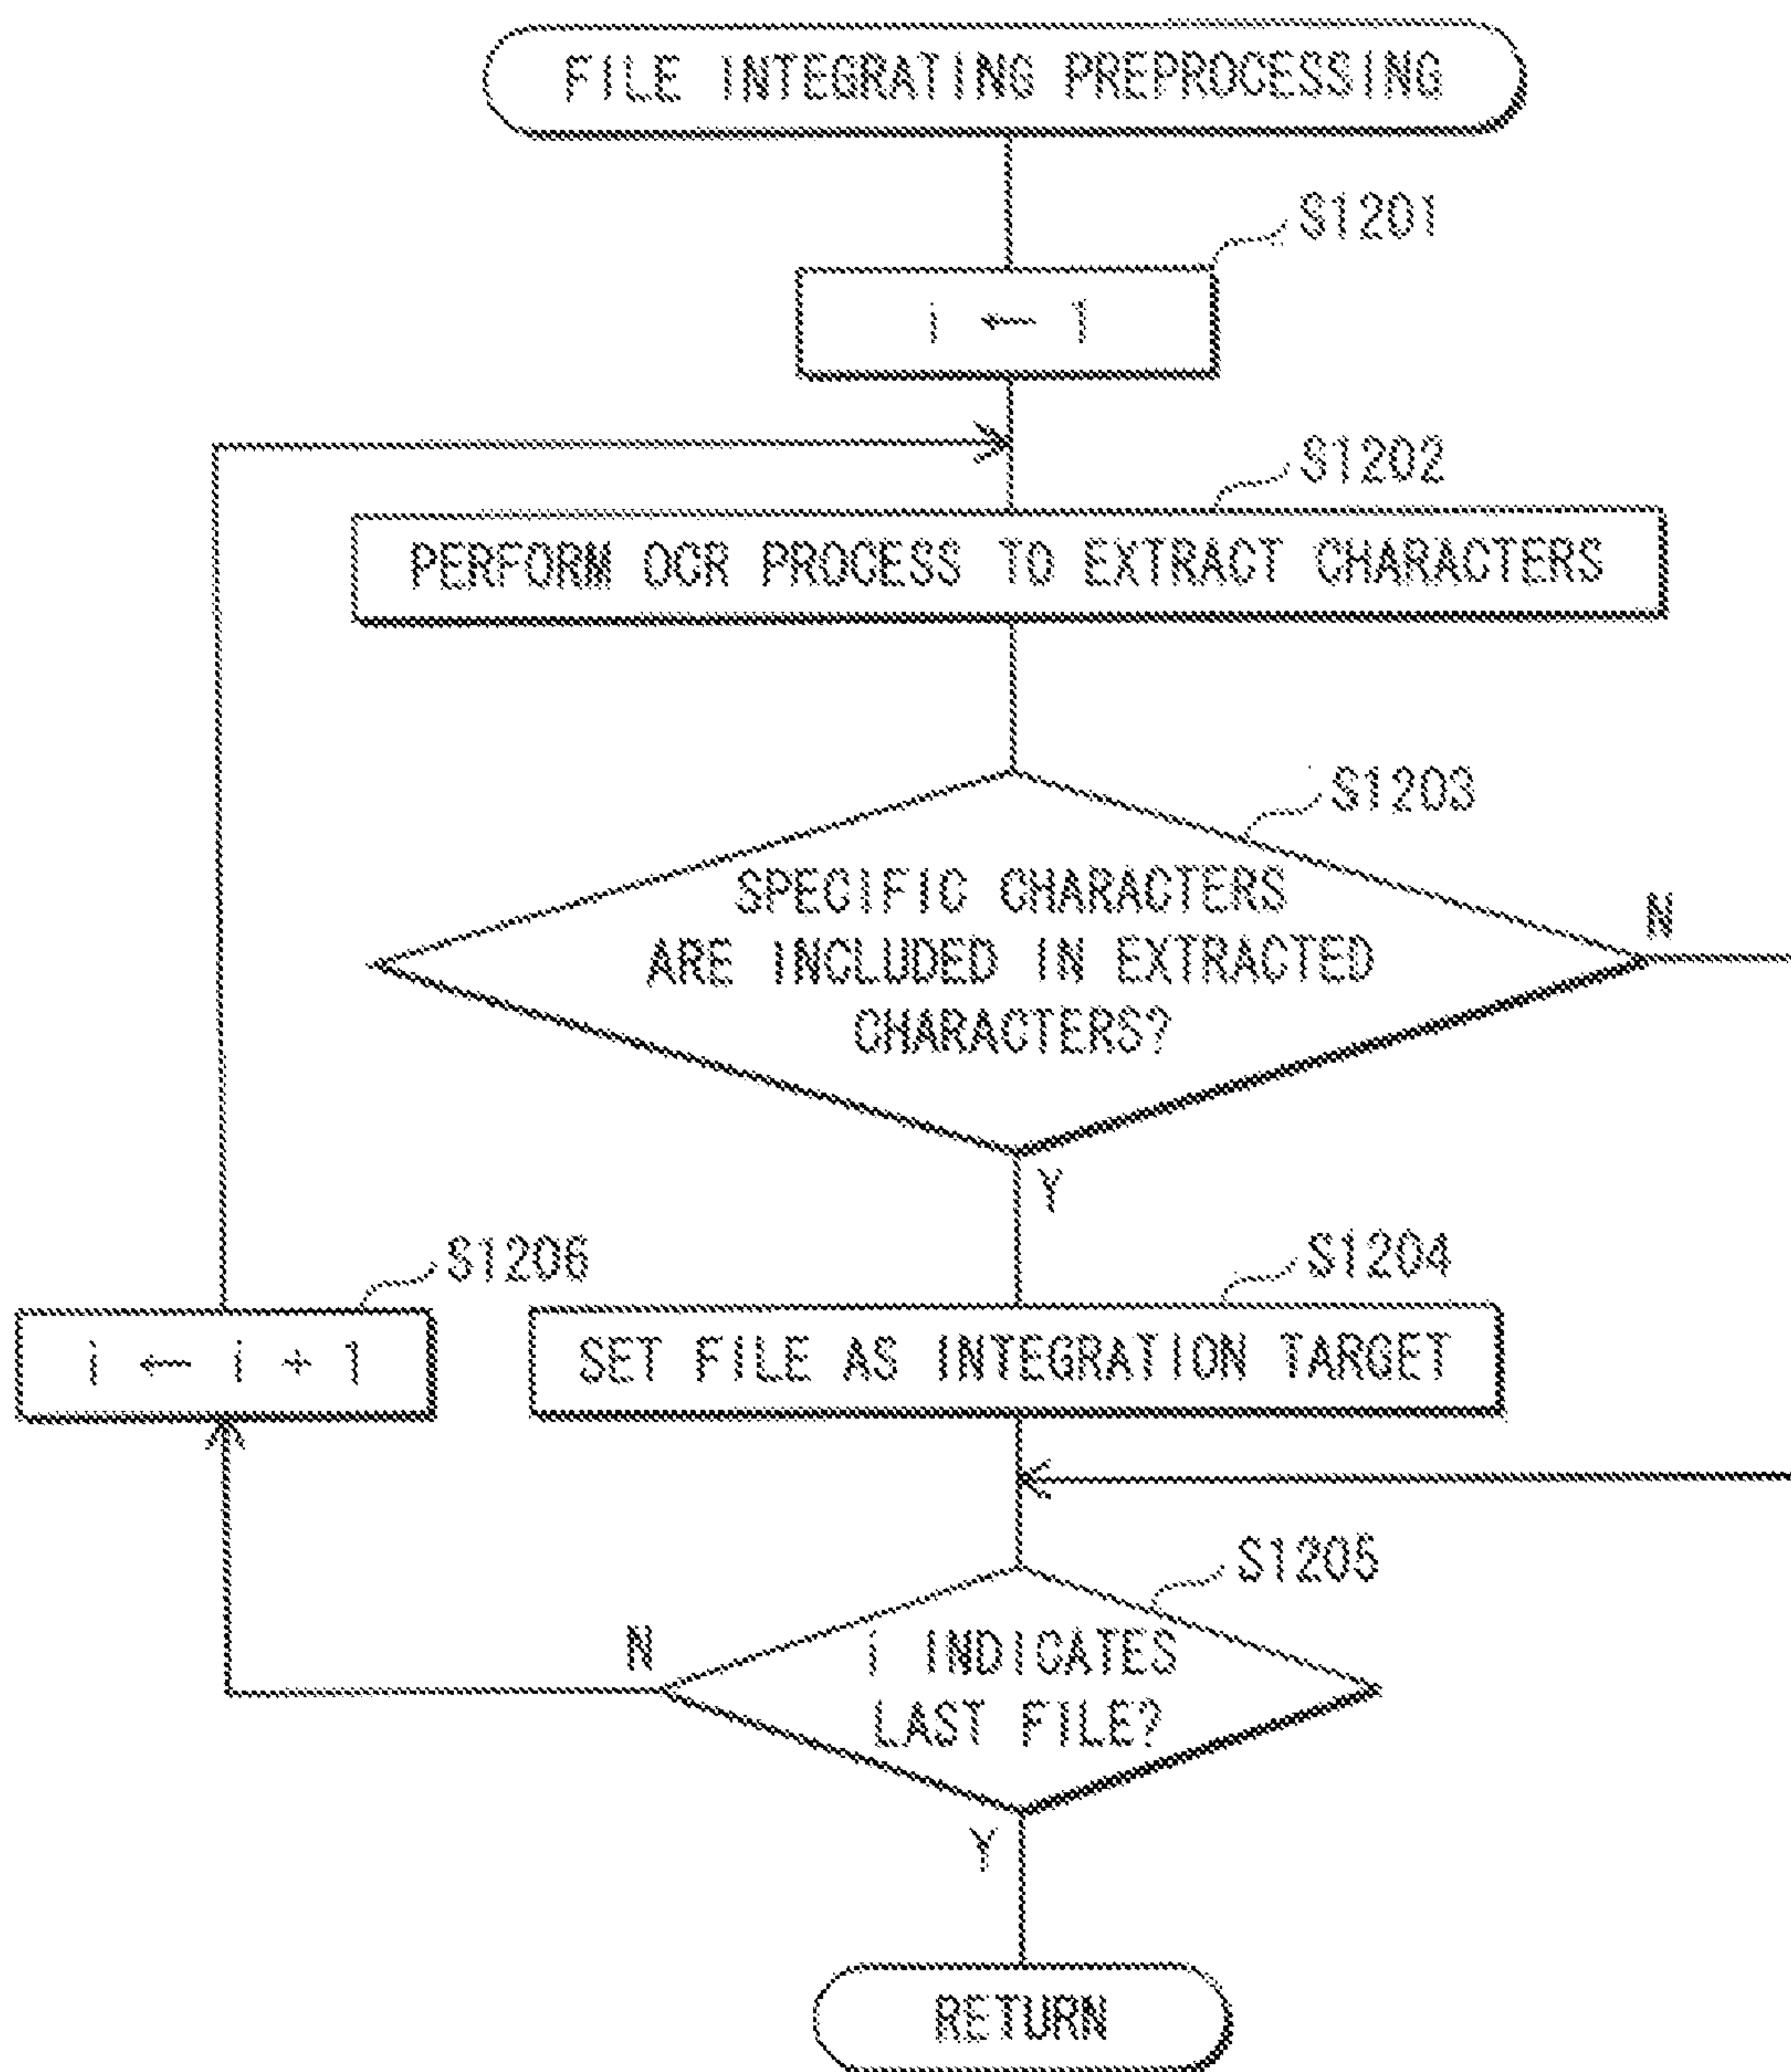 FILE INTEGRATING PREPROCESSING
S1201
i ← 1
S1202
PERFORM OCR PROCESS TO EXTRACT CHARACTERS
S1203
SPECIFIC CHARACTERS
ARE INCLUDED IN EXTRACTED
CHARACTERS?
N
Y
S1206
S1204
i ← i + 1
SET FILE AS INTEGRATION TARGET
S1205
N
i INDICATES
LAST FILE?
Y
RETURN